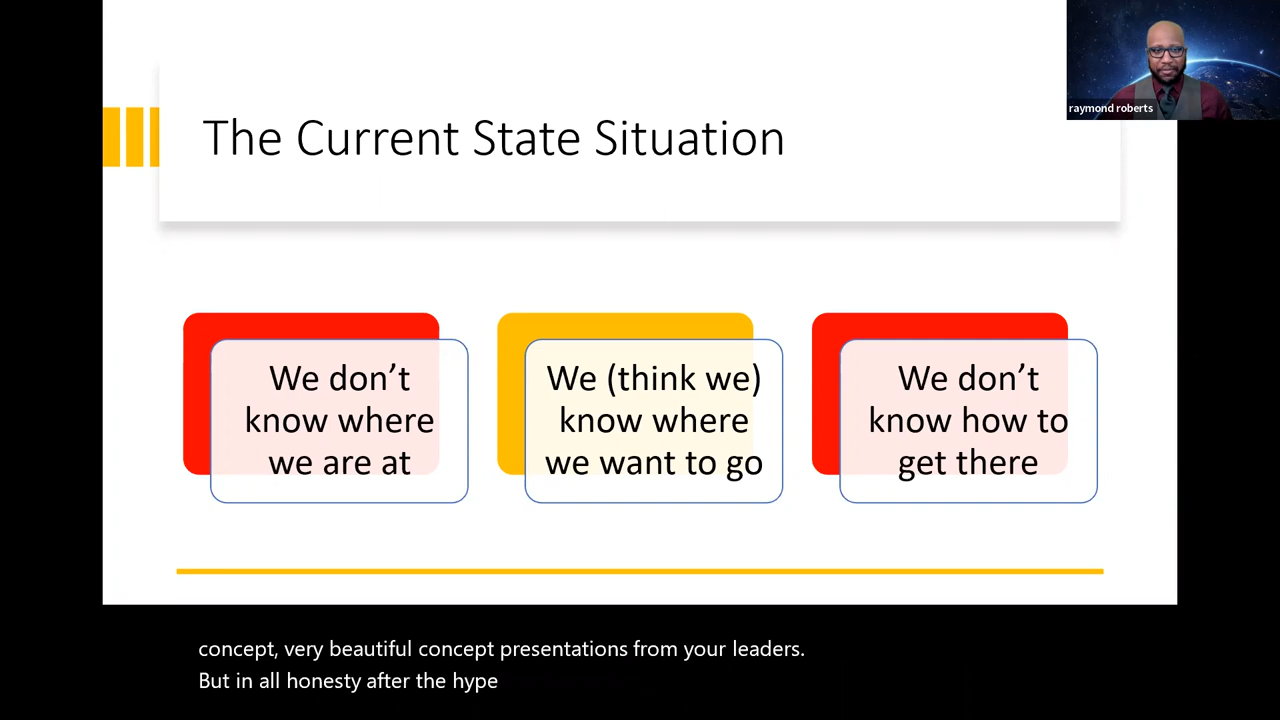 raymond roberts
The Current State Situation
We don’t
know where
we are at
We (think we)
know where
we want to go
We don’t
know how to
get there
concept, very beautiful concept presentations from your leaders.
But in all honesty after the hype